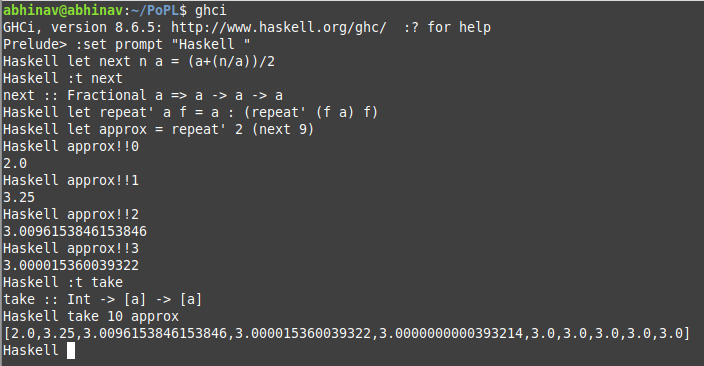 abhinav@abhinav:~/PoPL$ ghci
GHCi, version 8.6.5: http://www.haskell.org/ghc/  :? for help
Prelude> :set prompt "Haskell "
Haskell let next n a = (a+(n/a))/2
Haskell :t next
next :: Fractional a => a -> a -> a
Haskell let repeat' a f = a : (repeat' (f a) f)
Haskell let approx = repeat' 2 (next 9)
Haskell approx!!0
2.0
Haskell approx!!1
3.25
Haskell approx!!2
3.0096153846153846
Haskell approx!!3
3.000015360039322
Haskell :t take
take :: Int -> [a] -> [a]
Haskell take 10 approx
[2.0,3.25,3.0096153846153846,3.000015360039322,3.0000000000393214,3.0,3.0,3.0,3.0,3.0]
Haskell